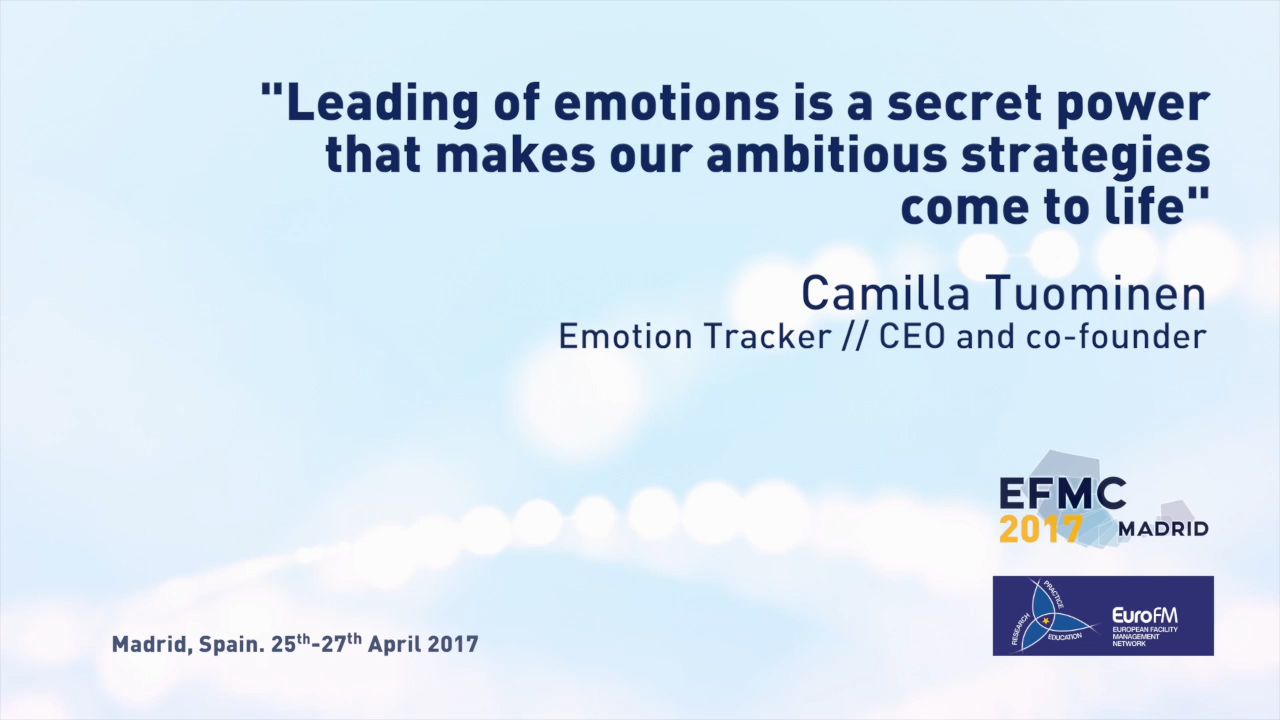 "Leading of emotions is a secret power
that makes our ambitious strategies
come to life"
Camilla Tuominen
Emotion Tracker // CEO and co-founder
EFMC
2017 MADRID
RESEARCH
PRACTICE
EDUCATION
EuroFM
EUROPEAN FACILITY
MANAGEMENT
NETWORK
Madrid, Spain. 25th-27th April 2017